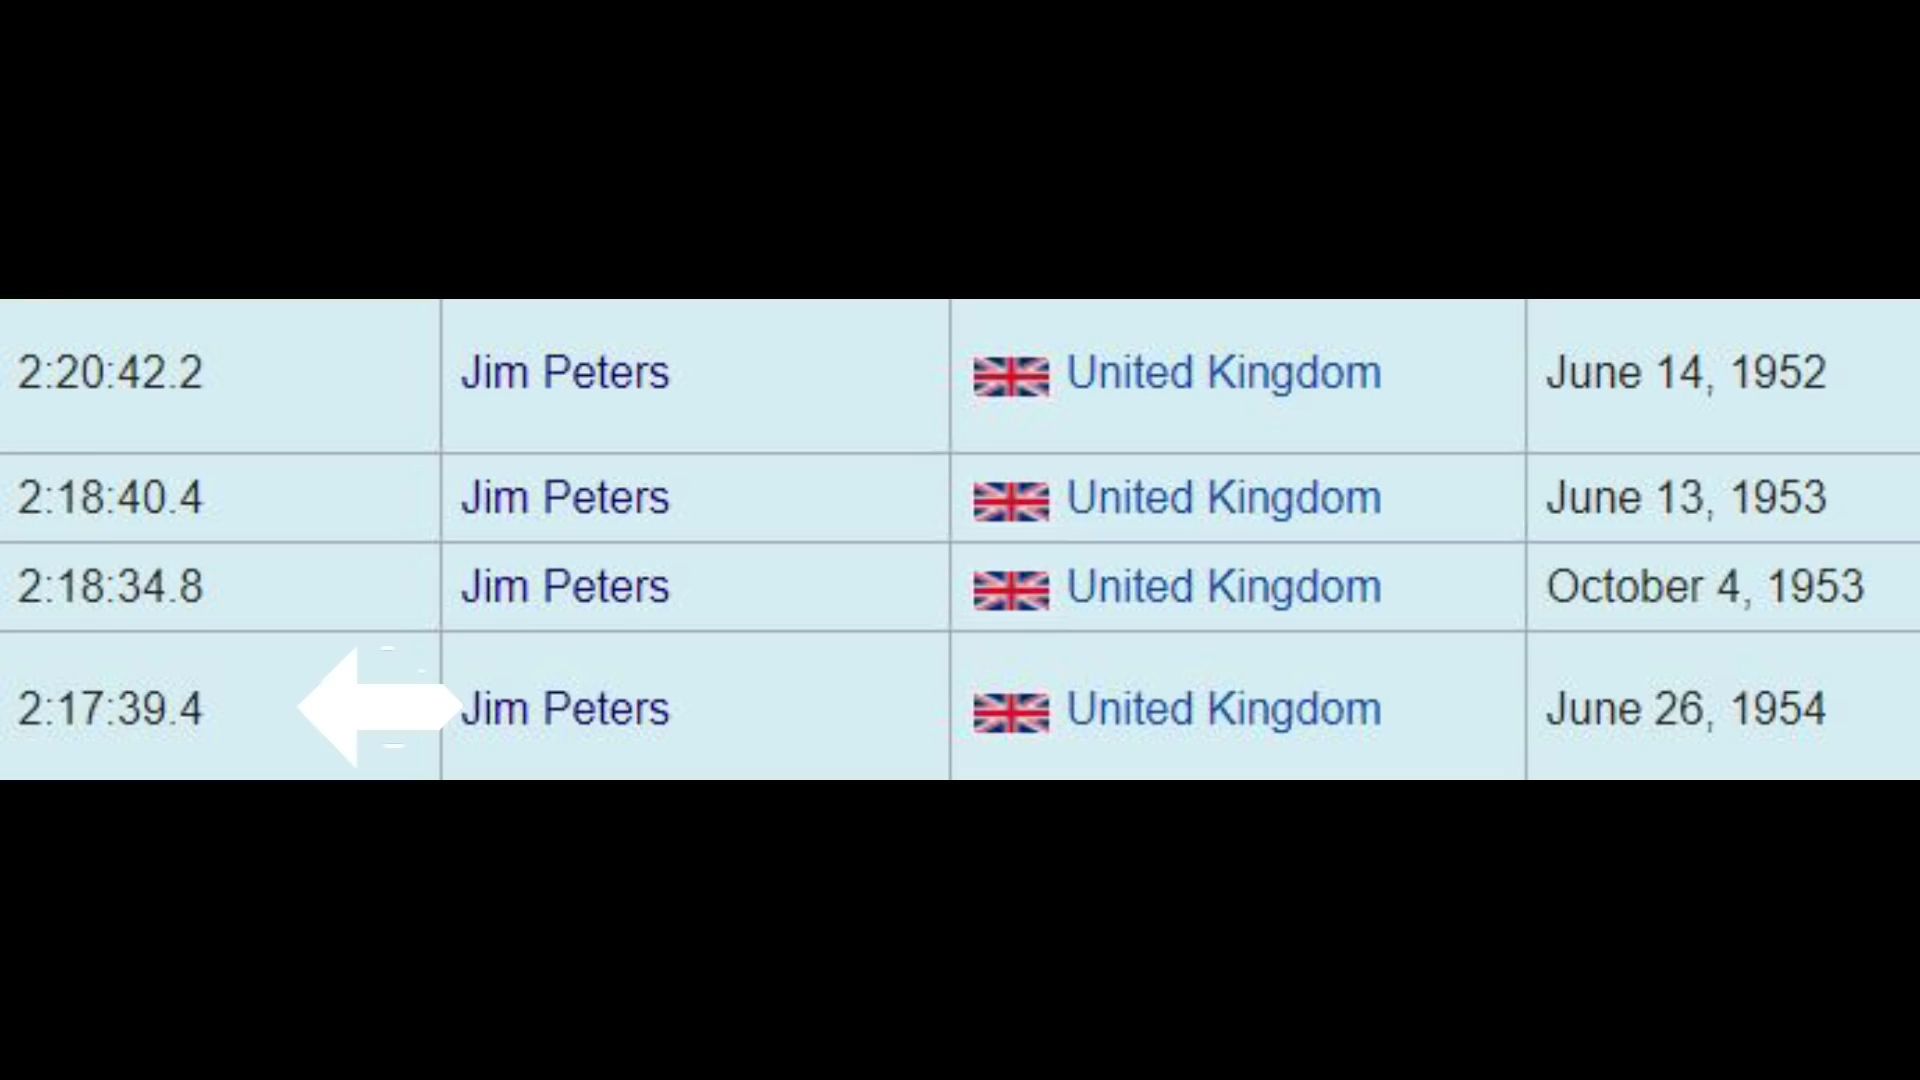 2:20:42.2 Jim Peters United Kingdom June 14, 1952
2:18:40.4 Jim Peters United Kingdom June 13, 1953
2:18:34.8 Jim Peters United Kingdom October 4, 1953
2:17:39.4 Jim Peters United Kingdom June 26, 1954